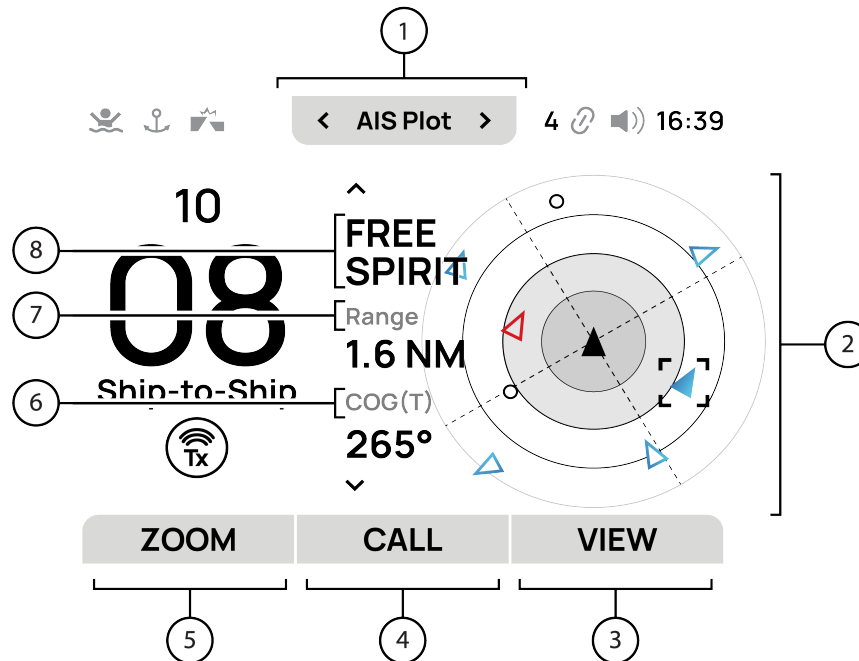 1
< AIS Plot >
4 16:39
10
08
Ship-to-Ship
Tx
FREE
SPIRIT
Range
1.6 NM
COG(T)
265°
8
7
6
2
ZOOM CALL VIEW
5 4 3